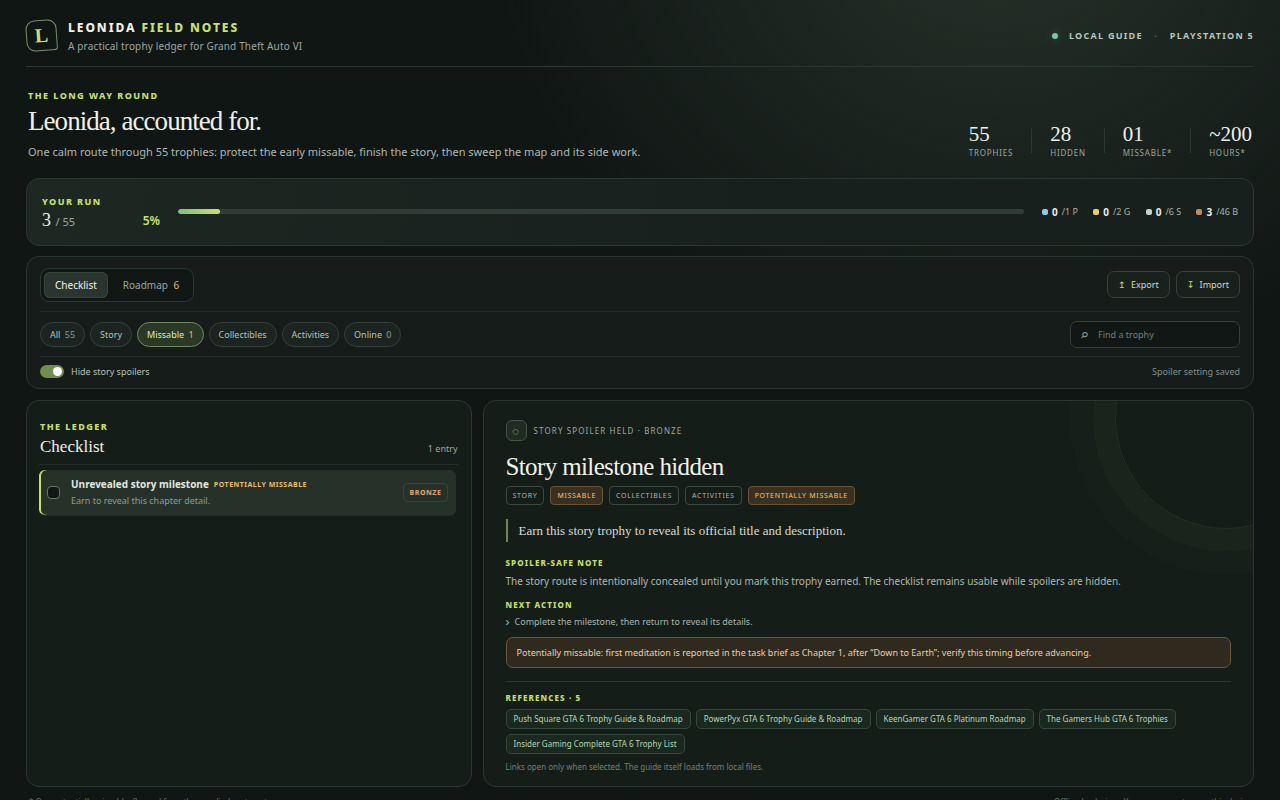 L
LEONIDA FIELD NOTES
A practical trophy ledger for Grand Theft Auto VI
LOCAL GUIDE · PLAYSTATION 5
THE LONG WAY ROUND
Leonida, accounted for.
One calm route through 55 trophies: protect the early missable, finish the story, then sweep the map and its side work.
55 28 01 ~200
TROPHIES HIDDEN MISSABLE* HOURS*
YOUR RUN
3 / 55 5%
0 /1 P 0 /2 G 0 /6 S 3 /46 B
Checklist Roadmap 6
↥ Export ↧ Import
All 55 Story Missable 1 Collectibles Activities Online 0
⌕ Find a trophy
Hide story spoilers
Spoiler setting saved
THE LEDGER
Checklist
1 entry
Unrevealed story milestone POTENTIALLY MISSABLE
Earn to reveal this chapter detail.
BRONZE
STORY SPOILER HELD · BRONZE
Story milestone hidden
STORY MISSABLE COLLECTIBLES ACTIVITIES POTENTIALLY MISSABLE
Earn this story trophy to reveal its official title and description.
SPOILER-SAFE NOTE
The story route is intentionally concealed until you mark this trophy earned. The checklist remains usable while spoilers are hidden.
NEXT ACTION
› Complete the milestone, then return to reveal its details.
Potentially missable: first meditation is reported in the task brief as Chapter 1, after “Down to Earth”; verify this timing before advancing.
REFERENCES · 5
Push Square GTA 6 Trophy Guide & Roadmap
PowerPyx GTA 6 Trophy Guide & Roadmap
KeenGamer GTA 6 Platinum Roadmap
The Gamers Hub GTA 6 Trophies
Insider Gaming Complete GTA 6 Trophy List
Links open only when selected. The guide itself loads from local files.